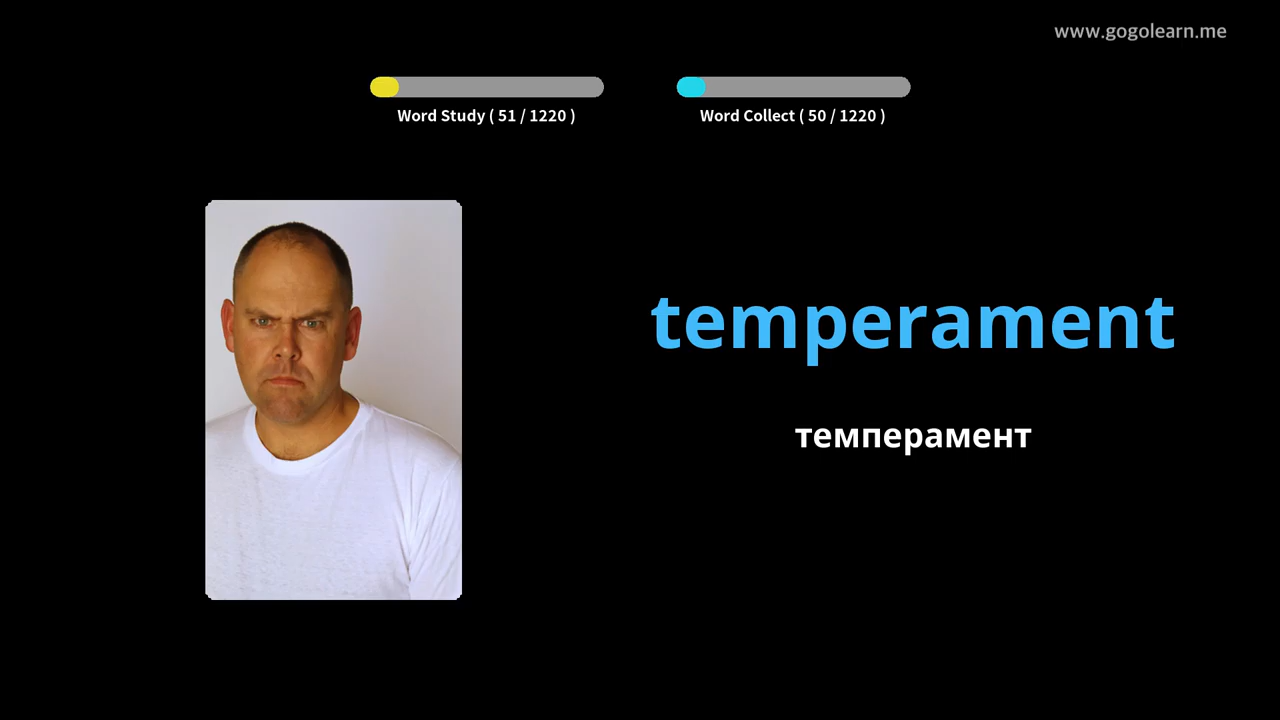 www.gogolearn.me
Word Study ( 51 / 1220 )
Word Collect ( 50 / 1220 )
temperament
темперамент